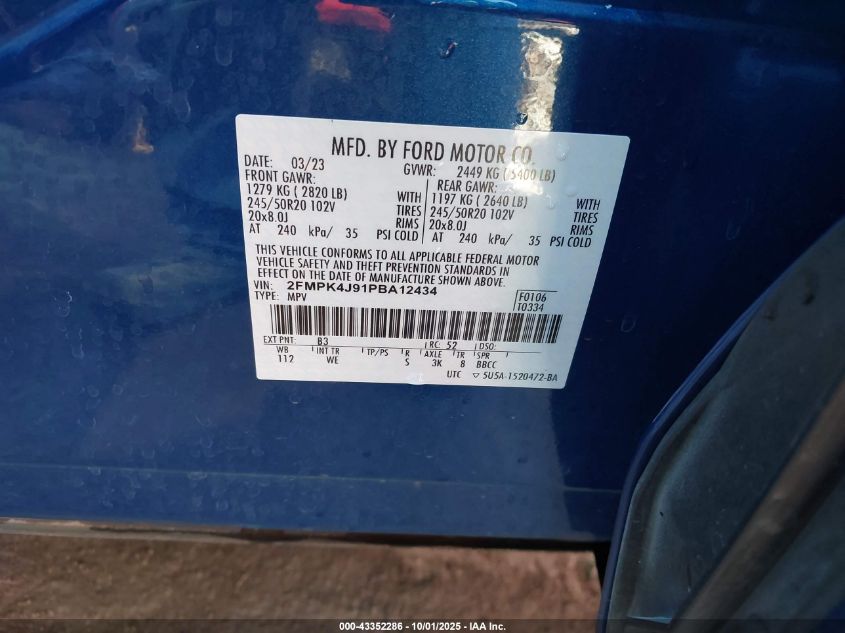 MFD. BY FORD MOTOR CO.
DATE: 03/23 GVWR: 2449 KG ( 5400 LB)
FRONT GAWR: REAR GAWR:
1279 KG ( 2820 LB) WITH 1197 KG ( 2640 LB) WITH
245/50R20 102V TIRES 245/50R20 102V TIRES
20x8.0J RIMS 20x8.0J RIMS
AT 240 kPa/ 35 PSI COLD AT 240 kPa/ 35 PSI COLD
THIS VEHICLE CONFORMS TO ALL APPLICABLE FEDERAL MOTOR
VEHICLE SAFETY AND THEFT PREVENTION STANDARDS IN
EFFECT ON THE DATE OF MANUFACTURE SHOWN ABOVE.
VIN: 2FMPK4J91PBA12434
TYPE: MPV
F0106
T0334
EXT PNT: B3 RC: 52 DSO:
WB INT TR TP/PS R AXLE TR SPR
112 WE S 3K 8 BBCC
UTC ▽ 5U5A-1520472-BA
000-43352286 - 10/01/2025 - IAA Inc.